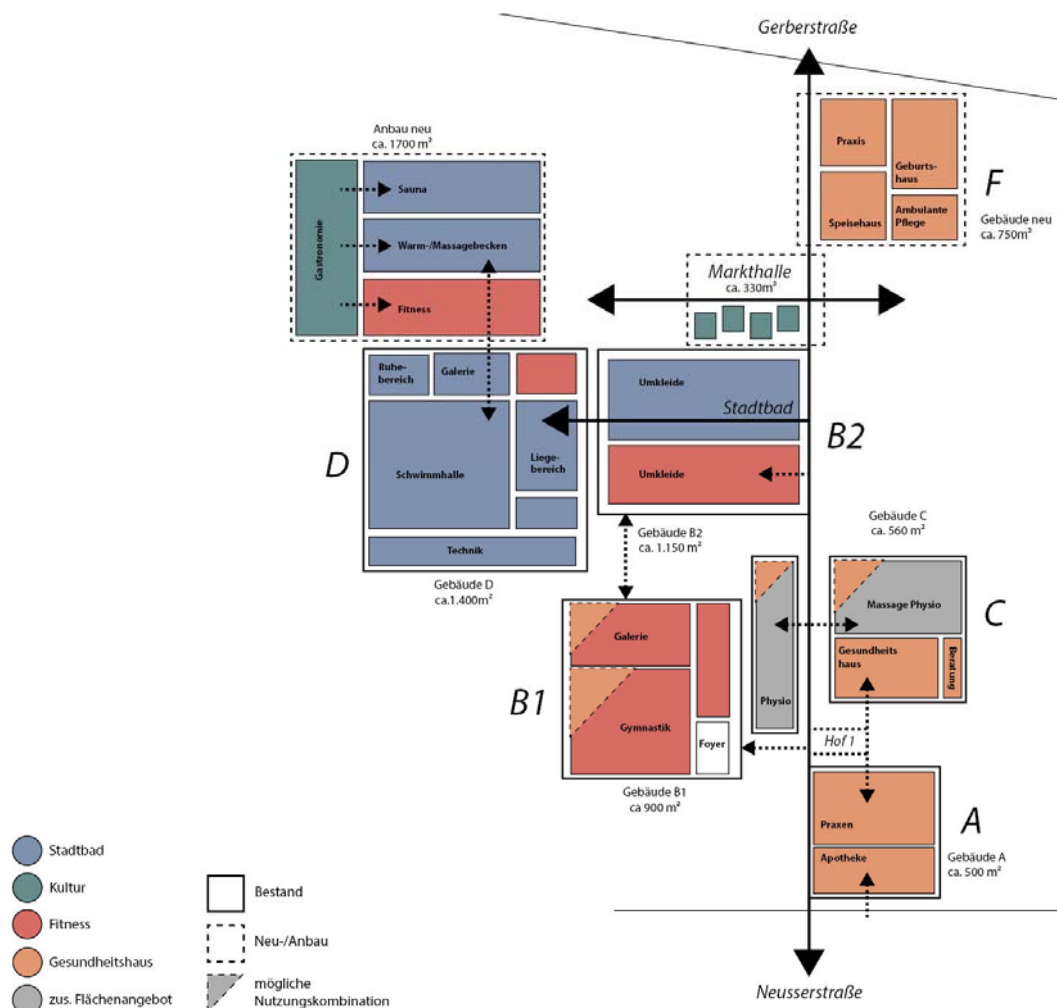 Gerberstraße
Anbau neu
ca. 1700 m²
Gastronomie
Sauna
Warm-/Massagebecken
Fitness
Praxis
Geburts-
haus
Speisehaus
Ambulante
Pflege
F
Gebäude neu
ca. 750m²
Markthalle
ca. 330m²
Ruhe-
bereich
Galerie
Schwimmhalle
Liege-
bereich
Technik
D
Gebäude D
ca.1.400m²
Umkleide
Stadtbad
Umkleide
B2
Gebäude B2
ca. 1.150 m²
Gebäude C
ca. 560 m²
Massage Physio
Gesundheits
haus
Beratung
C
Physio
Galerie
Gymnastik
Foyer
B1
Gebäude B1
ca 900 m²
Hof 1
Praxen
Apotheke
A
Gebäude A
ca. 500 m²
Neusserstraße
Stadtbad
Kultur
Fitness
Gesundheitshaus
zus. Flächenangebot
Bestand
Neu-/Anbau
mögliche
Nutzungskombination